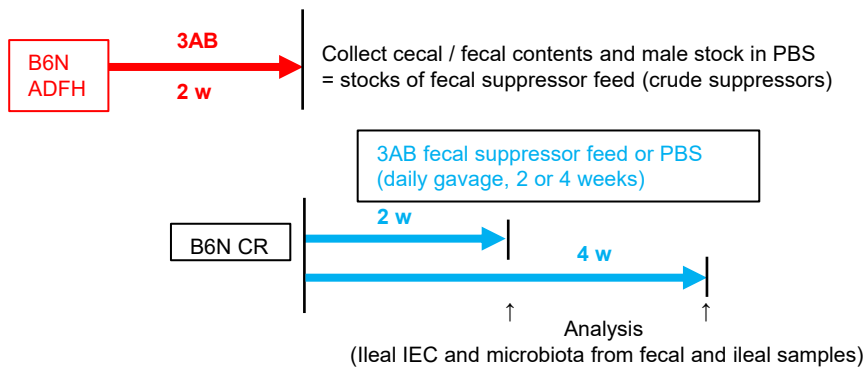 B6N
ADFH
3AB
2 w
Collect cecal / fecal contents and male stock in PBS
= stocks of fecal suppressor feed (crude suppressors)
3AB fecal suppressor feed or PBS
(daily gavage, 2 or 4 weeks)
B6N CR
2 w
4 w
↑
↑
Analysis
(Ileal IEC and microbiota from fecal and ileal samples)